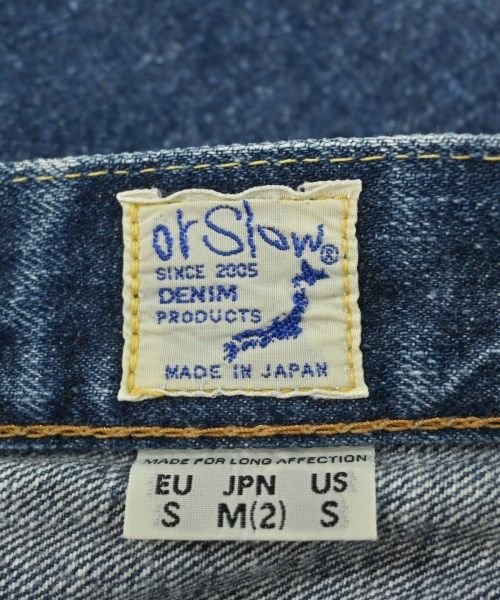 orSlow®
SINCE 2005
DENIM
PRODUCTS
MADE IN JAPAN
MADE FOR LONG AFFECTION
EU JPN US
S M(2) S